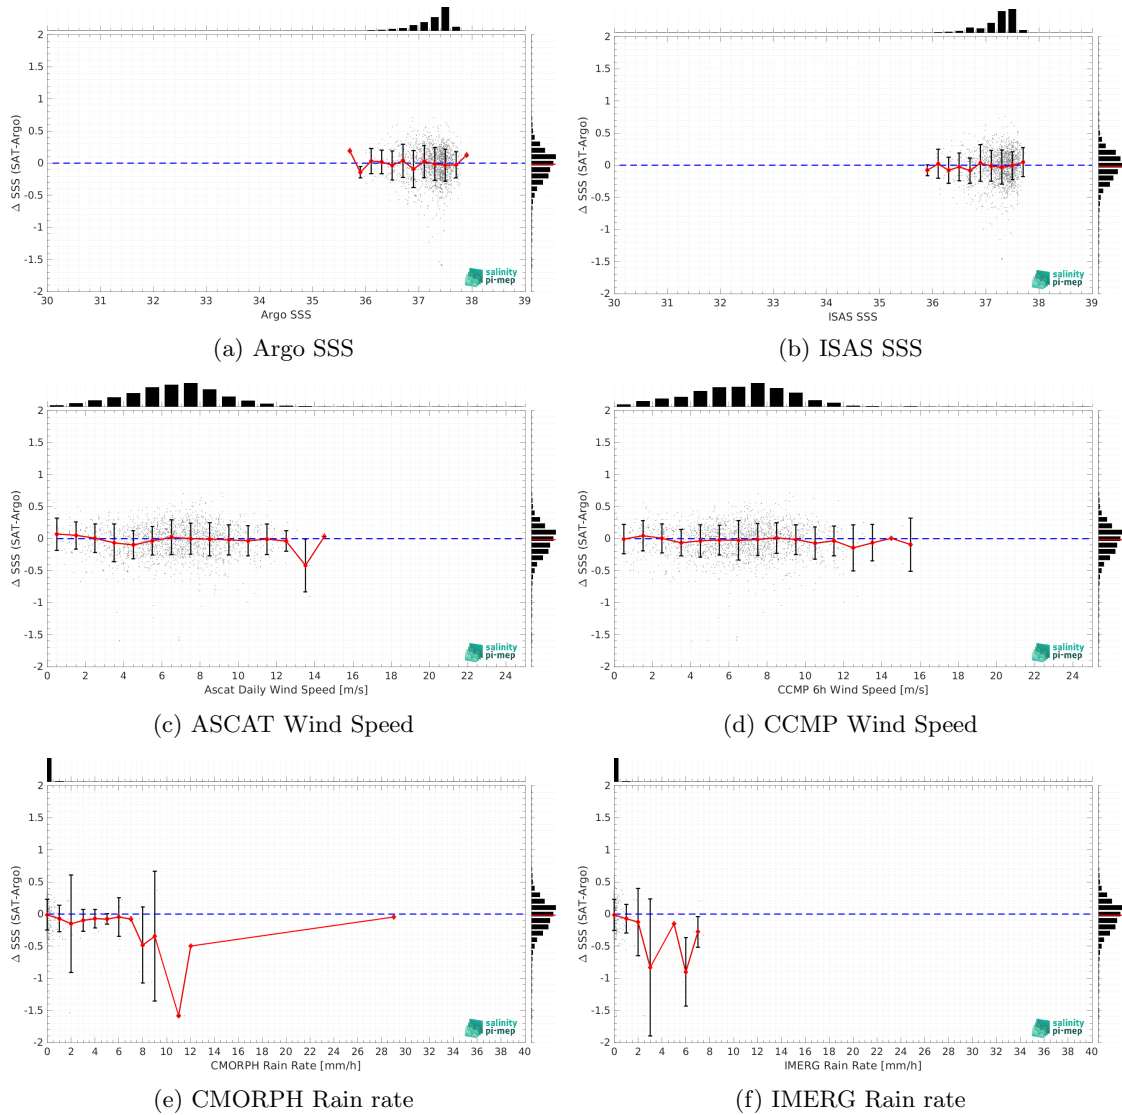 2
1.5
1
0.5
0
-0.5
-1
-1.5
-2
Δ SSS (SAT-Argo)
30 31 32 33 34 35 36 37 38 39
Argo SSS
salinity
pi-mep
(a) Argo SSS
2
1.5
1
0.5
0
-0.5
-1
-1.5
-2
Δ SSS (SAT-Argo)
30 31 32 33 34 35 36 37 38 39
ISAS SSS
salinity
pi-mep
(b) ISAS SSS
2
1.5
1
0.5
0
-0.5
-1
-1.5
-2
Δ SSS (SAT-Argo)
0 2 4 6 8 10 12 14 16 18 20 22 24
Ascat Daily Wind Speed [m/s]
salinity
pi-mep
(c) ASCAT Wind Speed
2
1.5
1
0.5
0
-0.5
-1
-1.5
-2
Δ SSS (SAT-Argo)
0 2 4 6 8 10 12 14 16 18 20 22 24
CCMP 6h Wind Speed [m/s]
salinity
pi-mep
(d) CCMP Wind Speed
2
1.5
1
0.5
0
-0.5
-1
-1.5
-2
Δ SSS (SAT-Argo)
0 2 4 6 8 10 12 14 16 18 20 22 24 26 28 30 32 34 36 38 40
CMORPH Rain Rate [mm/h]
salinity
pi-mep
(e) CMORPH Rain rate
2
1.5
1
0.5
0
-0.5
-1
-1.5
-2
Δ SSS (SAT-Argo)
0 2 4 6 8 10 12 14 16 18 20 22 24 26 28 30 32 34 36 38 40
IMERG Rain Rate [mm/h]
salinity
pi-mep
(f) IMERG Rain rate